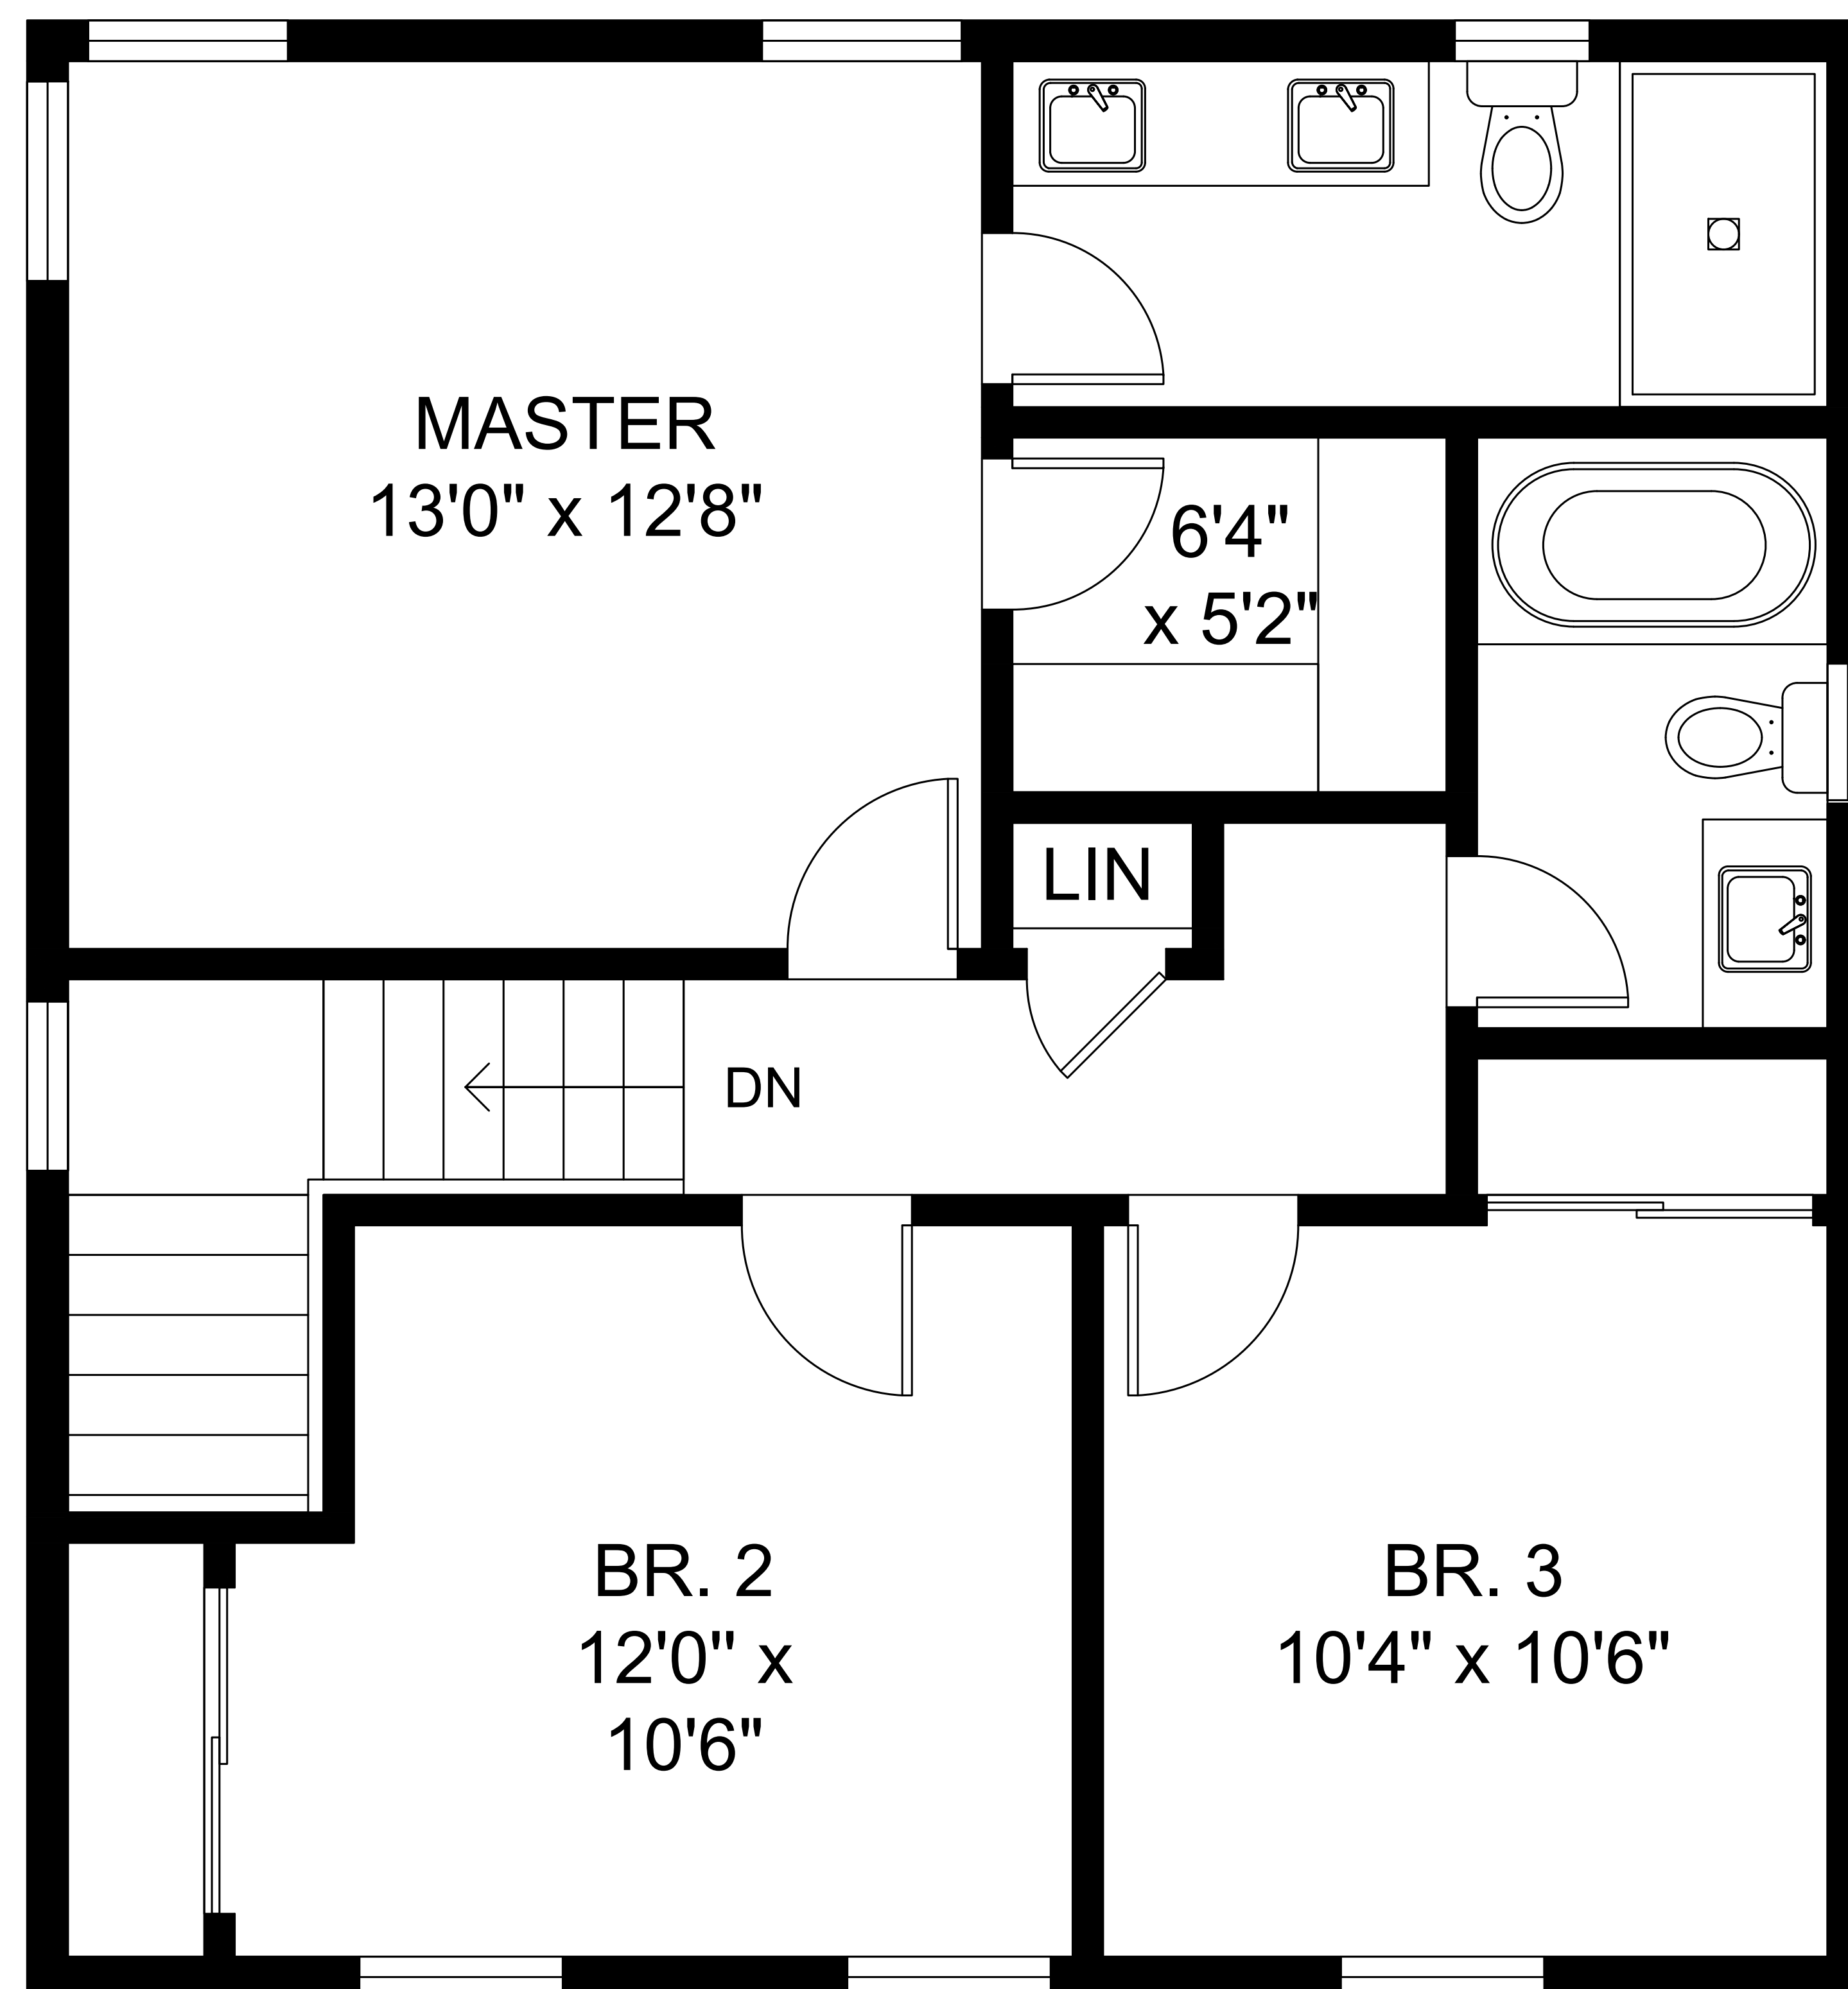 MASTER
13'0" x 12'8"
6'4"
x 5'2"
LIN
DN
BR. 2
12'0" x
10'6"
BR. 3
10'4" x 10'6"